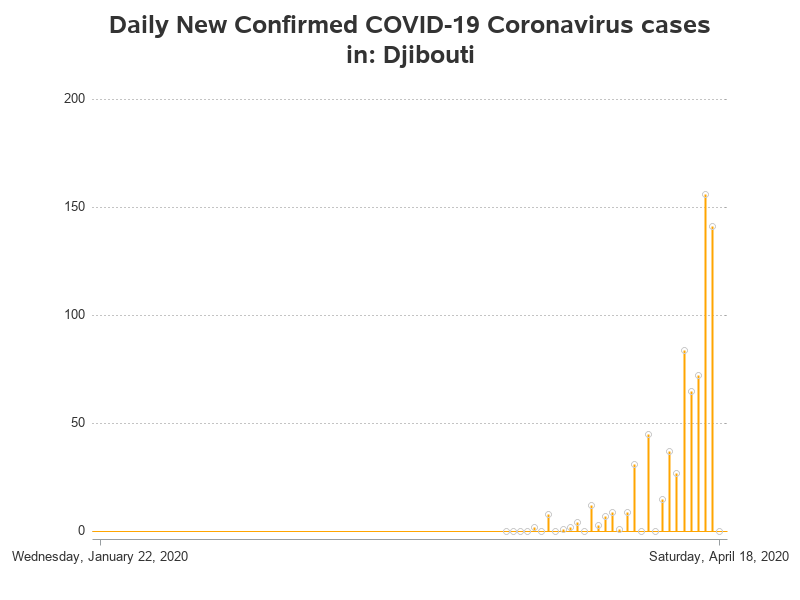 Daily New Confirmed COVID-19 Coronavirus cases
in: Djibouti
200
150
100
50
0
Wednesday, January 22, 2020
Saturday, April 18, 2020